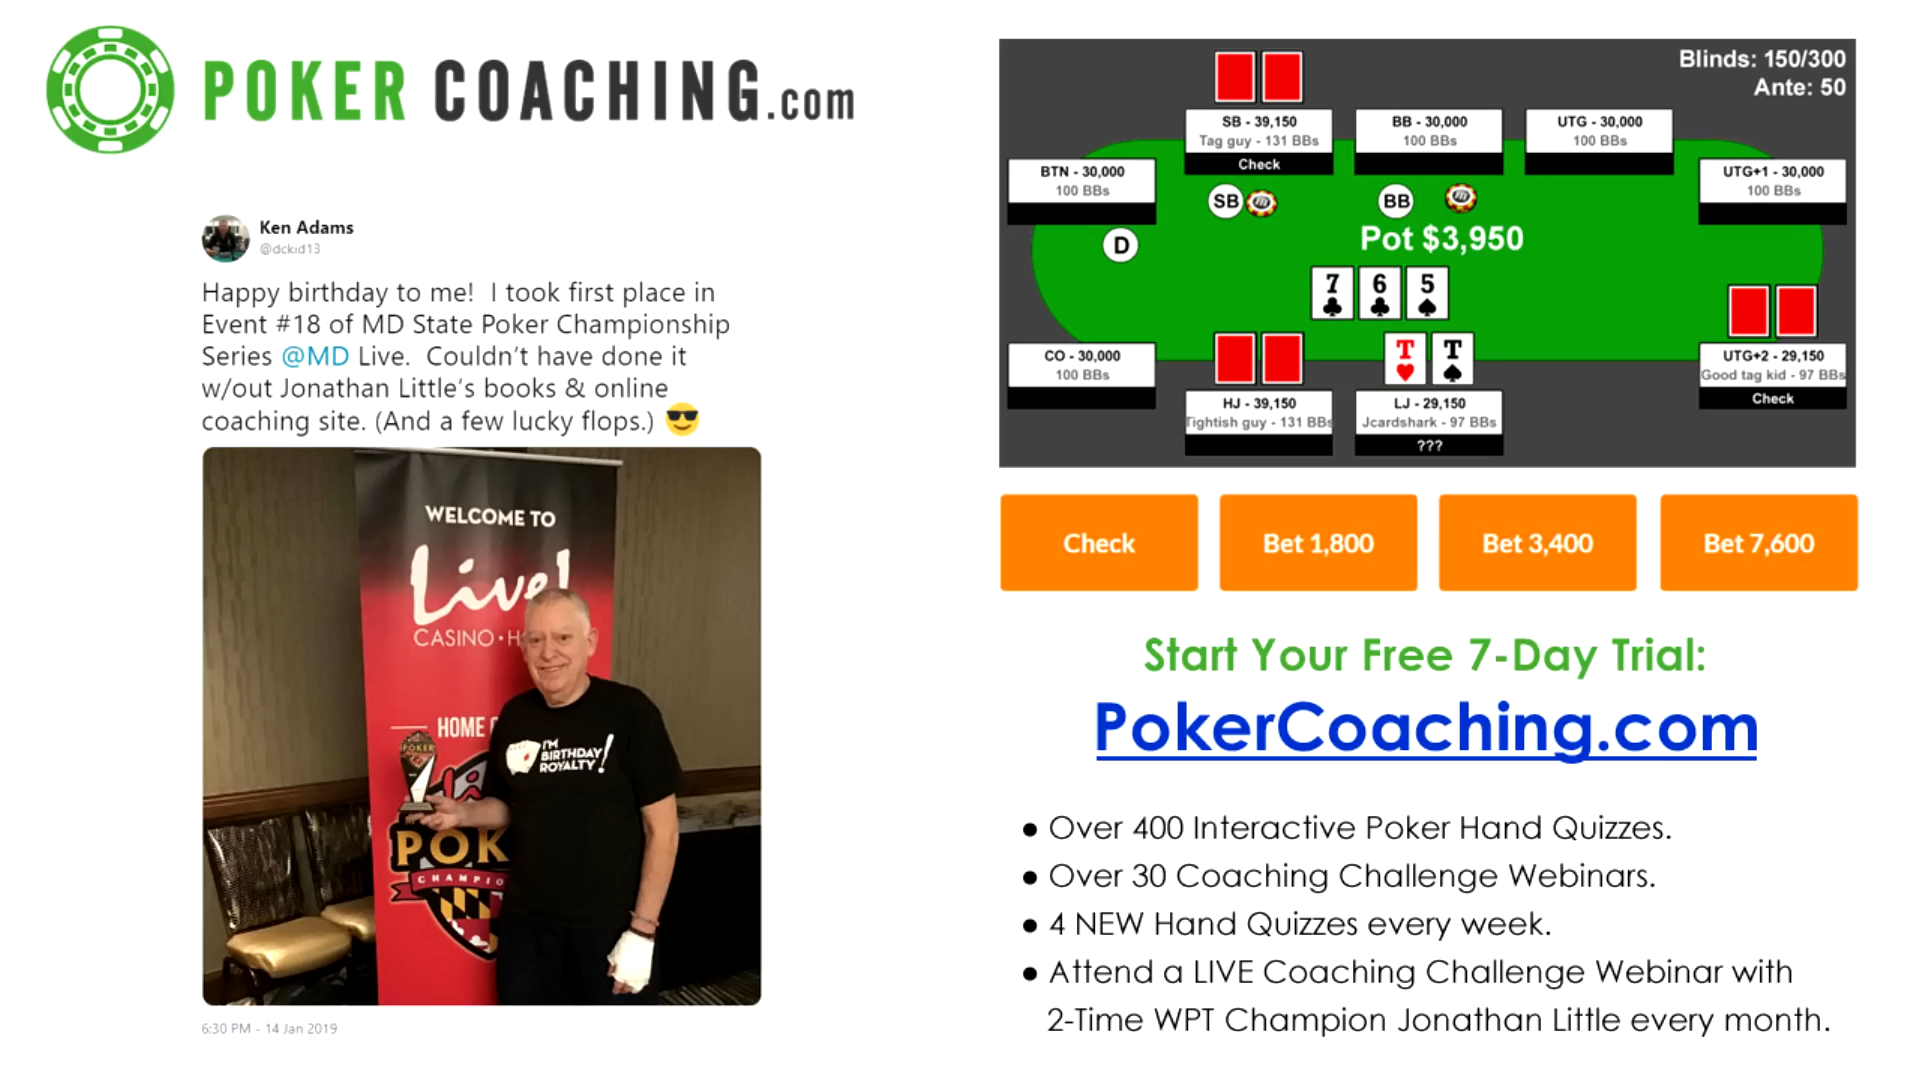 POKER COACHING.com
Ken Adams
@dckid13
Happy birthday to me! I took first place in
Event #18 of MD State Poker Championship
Series @MD Live. Couldn't have done it
w/out Jonathan Little's books & online
coaching site. (And a few lucky flops.) 😎
WELCOME TO
Live!
CASINO • H
HOME
POKER
I'M
BIRTHDAY
ROYALTY!
POK
CHAMPIO
6:30 PM - 14 Jan 2019
Blinds: 150/300
Ante: 50
SB - 39,150
Tag guy - 131 BBs
Check
BB - 30,000
100 BBs
UTG - 30,000
100 BBs
BTN - 30,000
100 BBs
UTG+1 - 30,000
100 BBs
SB
BB
D
Pot $3,950
7 6 5
T T
CO - 30,000
100 BBs
UTG+2 - 29,150
Good tag kid - 97 BBs
Check
HJ - 39,150
Tightish guy - 131 BBs
LJ - 29,150
Jcardshark - 97 BBs
???
Check
Bet 1,800
Bet 3,400
Bet 7,600
Start Your Free 7-Day Trial:
PokerCoaching.com
● Over 400 Interactive Poker Hand Quizzes.
● Over 30 Coaching Challenge Webinars.
● 4 NEW Hand Quizzes every week.
● Attend a LIVE Coaching Challenge Webinar with
2-Time WPT Champion Jonathan Little every month.